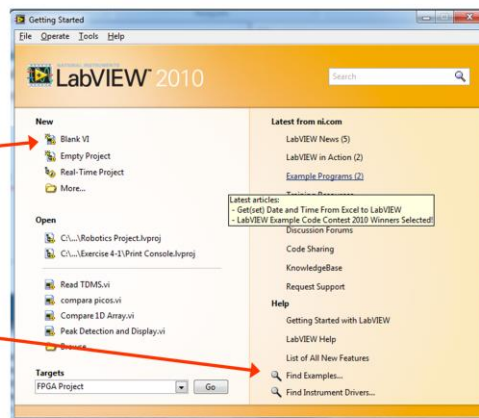 Getting Started
File Operate Tools Help
NATIONAL INSTRUMENTS
LabVIEW™ 2010
Search
New
Blank VI
Empty Project
Real-Time Project
More...
Open
C:\...\Robotics Project.lvproj
C:\...\Exercise 4-1\Print Console.lvproj
Read TDMS.vi
compara picos.vi
Compare 1D Array.vi
Peak Detection and Display.vi
Browse...
Targets
FPGA Project
Go
Latest from ni.com
LabVIEW News (5)
LabVIEW in Action (2)
Example Programs (2)
Training Resources
Latest articles:
- Get(set) Date and Time From Excel to LabVIEW
- LabVIEW Example Code Contest 2010 Winners Selected!
Discussion Forums
Code Sharing
KnowledgeBase
Request Support
Help
Getting Started with LabVIEW
LabVIEW Help
List of All New Features
Find Examples...
Find Instrument Drivers...